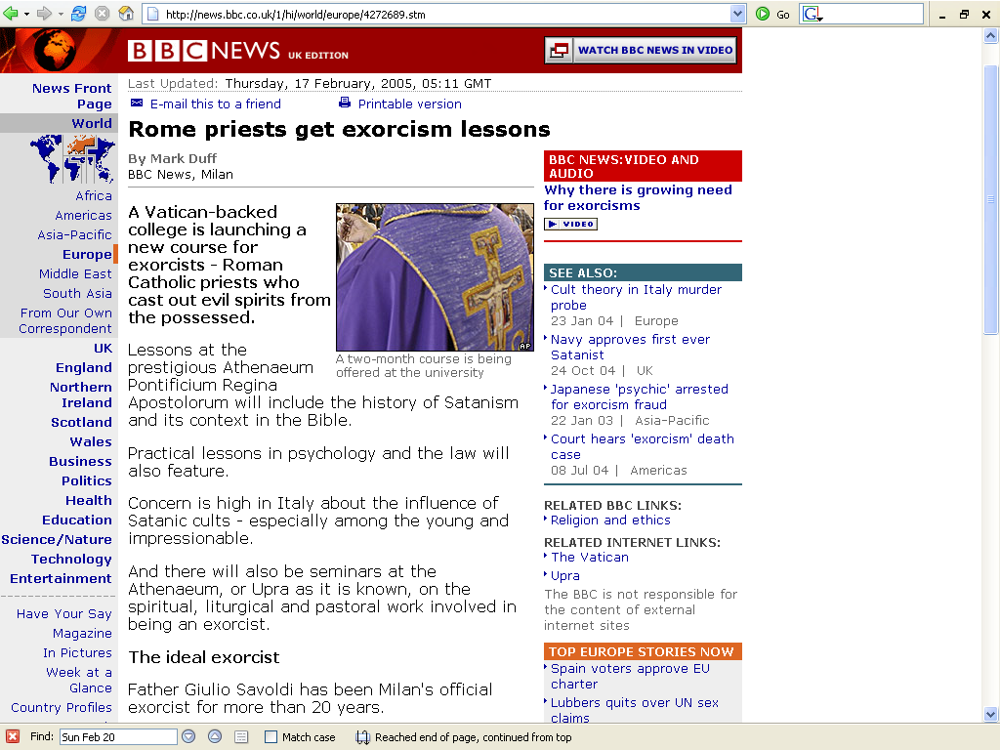 http://news.bbc.co.uk/1/hi/world/europe/4272689.stm
Go
G
BBC NEWS UK EDITION
WATCH BBC NEWS IN VIDEO
News Front
Page
World
Africa
Americas
Asia-Pacific
Europe
Middle East
South Asia
From Our Own
Correspondent
UK
England
Northern
Ireland
Scotland
Wales
Business
Politics
Health
Education
Science/Nature
Technology
Entertainment
Have Your Say
Magazine
In Pictures
Week at a
Glance
Country Profiles
Last Updated: Thursday, 17 February, 2005, 05:11 GMT
E-mail this to a friend
Printable version
Rome priests get exorcism lessons
By Mark Duff
BBC News, Milan
A Vatican-backed
college is launching a
new course for
exorcists - Roman
Catholic priests who
cast out evil spirits from
the possessed.
AP
A two-month course is being
offered at the university
Lessons at the
prestigious Athenaeum
Pontificium Regina
Apostolorum will include the history of Satanism
and its context in the Bible.
Practical lessons in psychology and the law will
also feature.
Concern is high in Italy about the influence of
Satanic cults - especially among the young and
impressionable.
And there will also be seminars at the
Athenaeum, or Upra as it is known, on the
spiritual, liturgical and pastoral work involved in
being an exorcist.
The ideal exorcist
Father Giulio Savoldi has been Milan's official
exorcist for more than 20 years.
BBC NEWS:VIDEO AND
AUDIO
Why there is growing need
for exorcisms
VIDEO
SEE ALSO:
Cult theory in Italy murder
probe
23 Jan 04 | Europe
Navy approves first ever
Satanist
24 Oct 04 | UK
Japanese 'psychic' arrested
for exorcism fraud
22 Jan 03 | Asia-Pacific
Court hears 'exorcism' death
case
08 Jul 04 | Americas
RELATED BBC LINKS:
Religion and ethics
RELATED INTERNET LINKS:
The Vatican
Upra
The BBC is not responsible for
the content of external
internet sites
TOP EUROPE STORIES NOW
Spain voters approve EU
charter
Lubbers quits over UN sex
claims
Find: Sun Feb 20
Match case
Reached end of page, continued from top